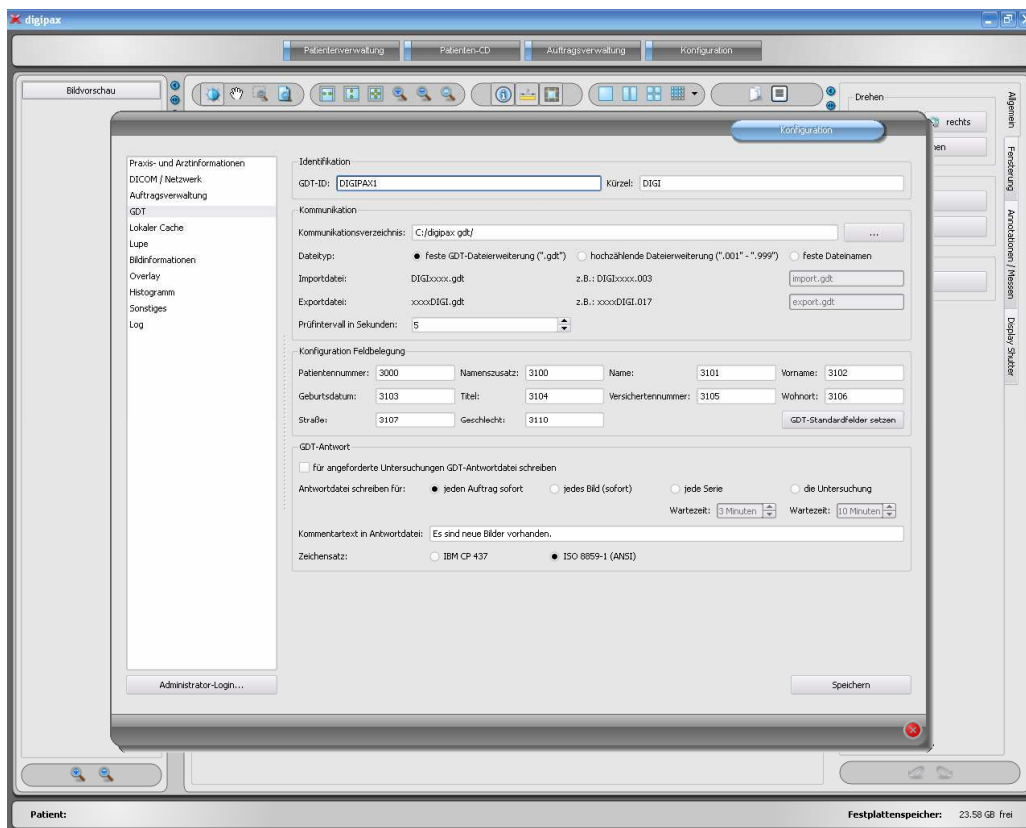 digipax
Patientenverwaltung Patienten-CD Auftragsverwaltung Konfiguration
Bildvorschau
Drehen
rechts
Allgemein
Fensterung
Annotationen / Messen
Display Shutter
Konfiguration
Praxis- und Arztinformationen
DICOM / Netzwerk
Auftragsverwaltung
GDT
Lokaler Cache
Lupe
Bildinformationen
Overlay
Histogramm
Sonstiges
Log
Administrator-Login...
Identifikation
GDT-ID: DIGIPAX1 Kürzel: DIGI
Kommunikation
Kommunikationsverzeichnis: C:/digipax gdt/ ...
Dateityp: feste GDT-Dateierweiterung (".gdt") hochzählende Dateierweiterung (".001" - ".999") feste Dateinamen
Importdatei: DIGIxxxx.gdt z.B.: DIGIxxxx.003 import.gdt
Exportdatei: xxxxDIGI.gdt z.B.: xxxxDIGI.017 export.gdt
Prüfintervall in Sekunden: 5
Konfiguration Feldbelegung
Patientennummer: 3000 Namenszusatz: 3100 Name: 3101 Vorname: 3102
Geburtsdatum: 3103 Titel: 3104 Versichertennummer: 3105 Wohnort: 3106
Straße: 3107 Geschlecht: 3110 GDT-Standardfelder setzen
GDT-Antwort
für angeforderte Untersuchungen GDT-Antwortdatei schreiben
Antwortdatei schreiben für: jeden Auftrag sofort jedes Bild (sofort) jede Serie die Untersuchung
Wartezeit: 3 Minuten Wartezeit: 10 Minuten
Kommentartext in Antwortdatei: Es sind neue Bilder vorhanden.
Zeichensatz: IBM CP 437 ISO 8859-1 (ANSI)
Speichern
Patient: Festplattenspeicher: 23.58 GB frei